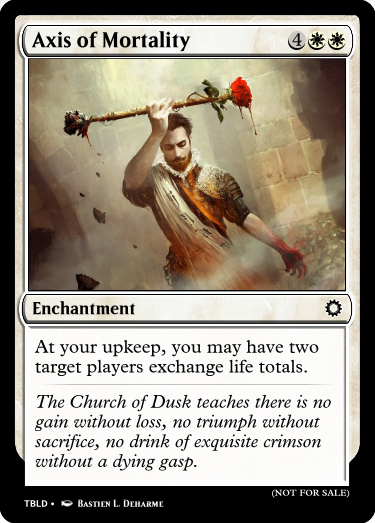 Axis of Mortality 4
Enchantment
At your upkeep, you may have two
target players exchange life totals.
The Church of Dusk teaches there is no
gain without loss, no triumph without
sacrifice, no drink of exquisite crimson
without a dying gasp.
(NOT FOR SALE)
TBLD • Bastien L. Deharme